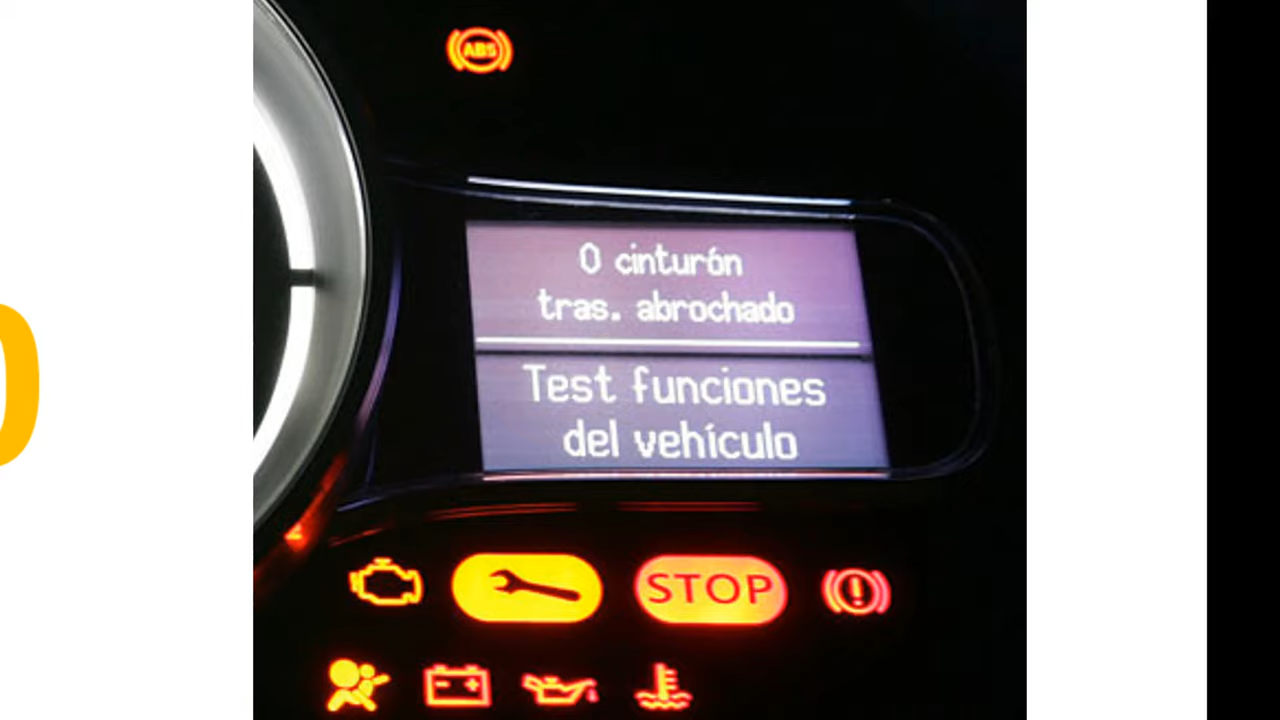 ABS
0 cinturón
tras. abrochado
Test funciones
del vehículo
STOP